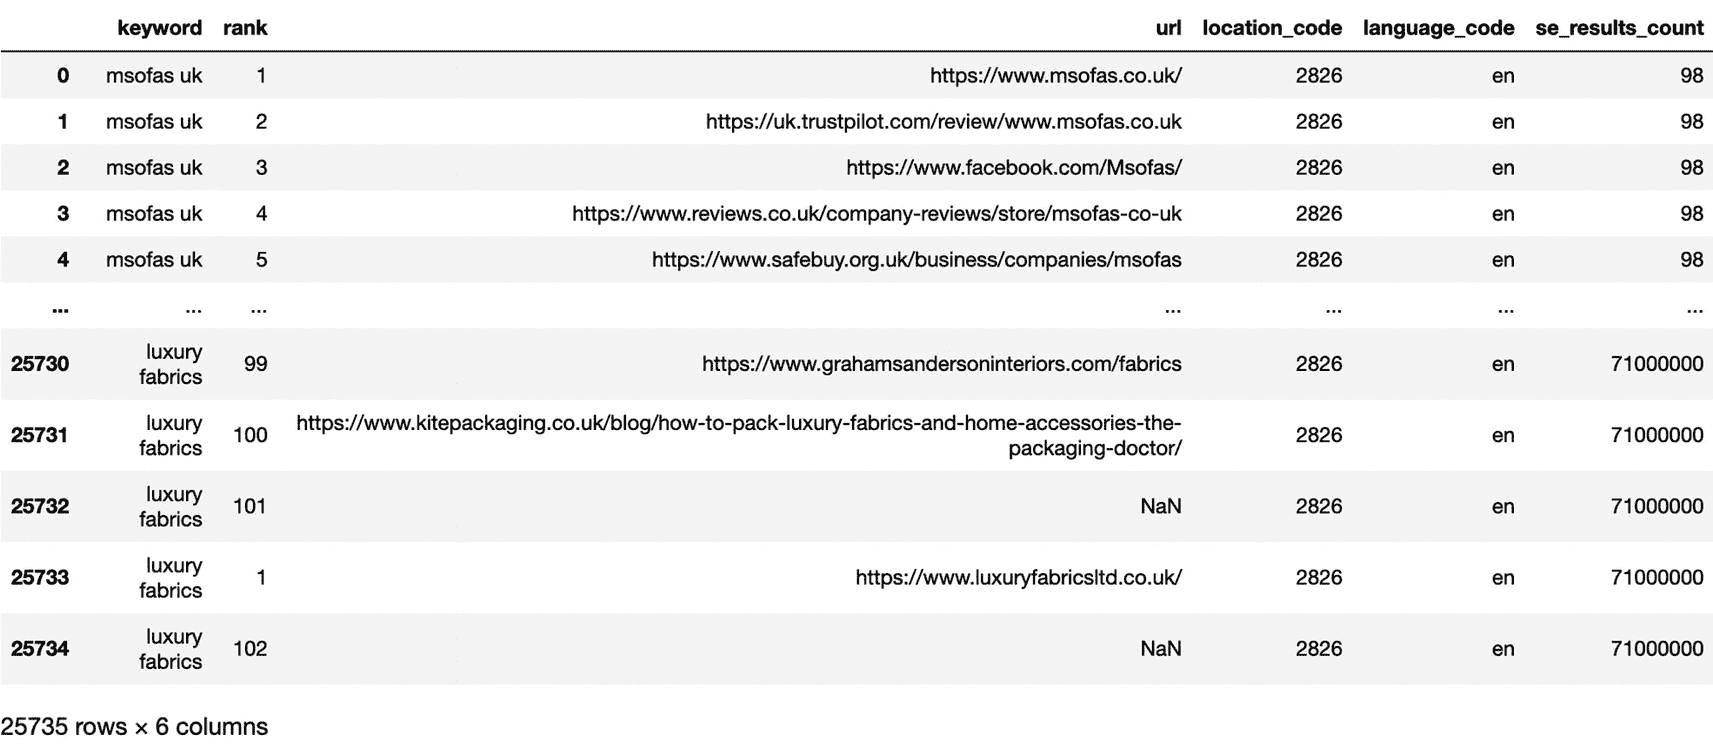 keyword rank url location_code language_code se_results_count
0 msofas uk 1 https://www.msofas.co.uk/ 2826 en 98
1 msofas uk 2 https://uk.trustpilot.com/review/www.msofas.co.uk 2826 en 98
2 msofas uk 3 https://www.facebook.com/Msofas/ 2826 en 98
3 msofas uk 4 https://www.reviews.co.uk/company-reviews/store/msofas-co-uk 2826 en 98
4 msofas uk 5 https://www.safebuy.org.uk/business/companies/msofas 2826 en 98
... ... ... ... ... ... ...
luxury
25730 fabrics 99 https://www.grahamsandersoninteriors.com/fabrics 2826 en 71000000
luxury https://www.kitepackaging.co.uk/blog/how-to-pack-luxury-fabrics-and-home-accessories-the-
25731 fabrics 100 packaging-doctor/ 2826 en 71000000
luxury
25732 fabrics 101 NaN 2826 en 71000000
luxury
25733 fabrics 1 https://www.luxuryfabricsltd.co.uk/ 2826 en 71000000
luxury
25734 fabrics 102 NaN 2826 en 71000000
25735 rows × 6 columns